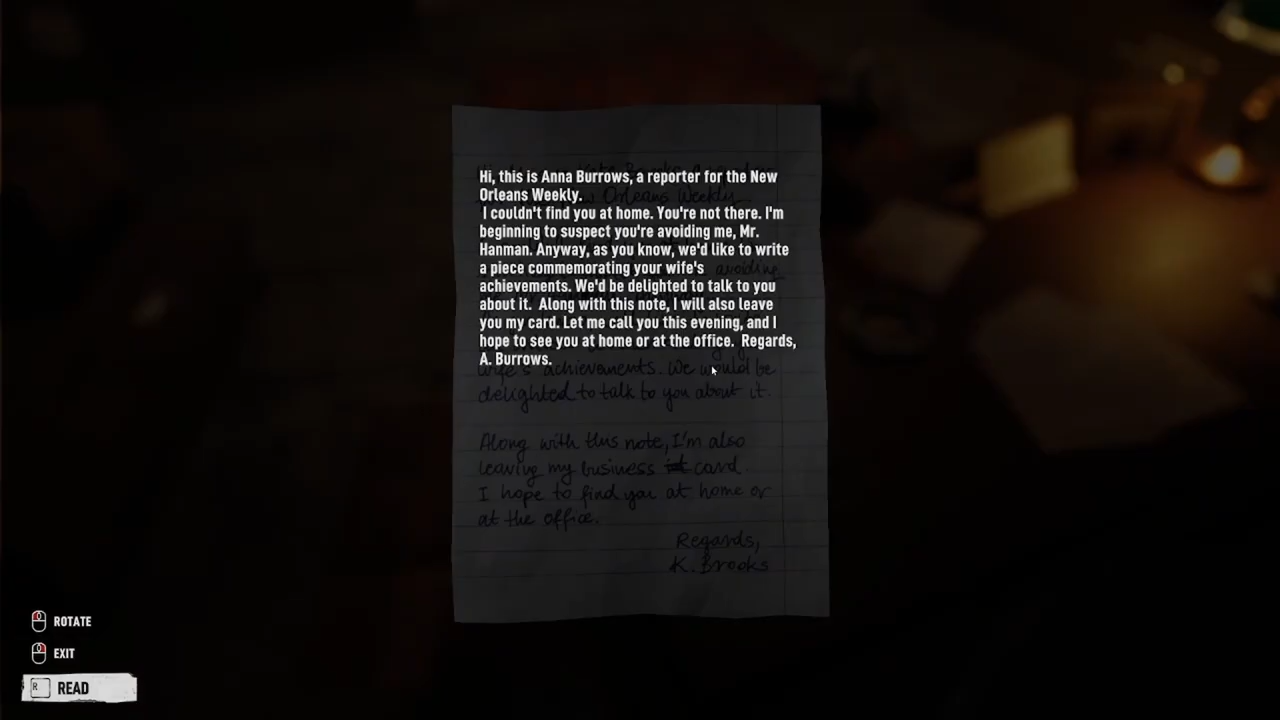 Hi, this is Anna Burrows, a reporter for the New
Orleans Weekly.
I couldn't find you at home. You're not there. I'm
beginning to suspect you're avoiding me, Mr.
Hanman. Anyway, as you know, we'd like to write
a piece commemorating your wife's
achievements. We'd be delighted to talk to you
about it. Along with this note, I will also leave
you my card. Let me call you this evening, and I
hope to see you at home or at the office. Regards,
A. Burrows.
Orleans Weekly.
avoiding
wife's achievements. We would be
delighted to talk to you about it.
Along with this note, I'm also
leaving my business card.
I hope to find you at home or
at the office.
Regards,
K. Brooks
ROTATE
EXIT
R READ